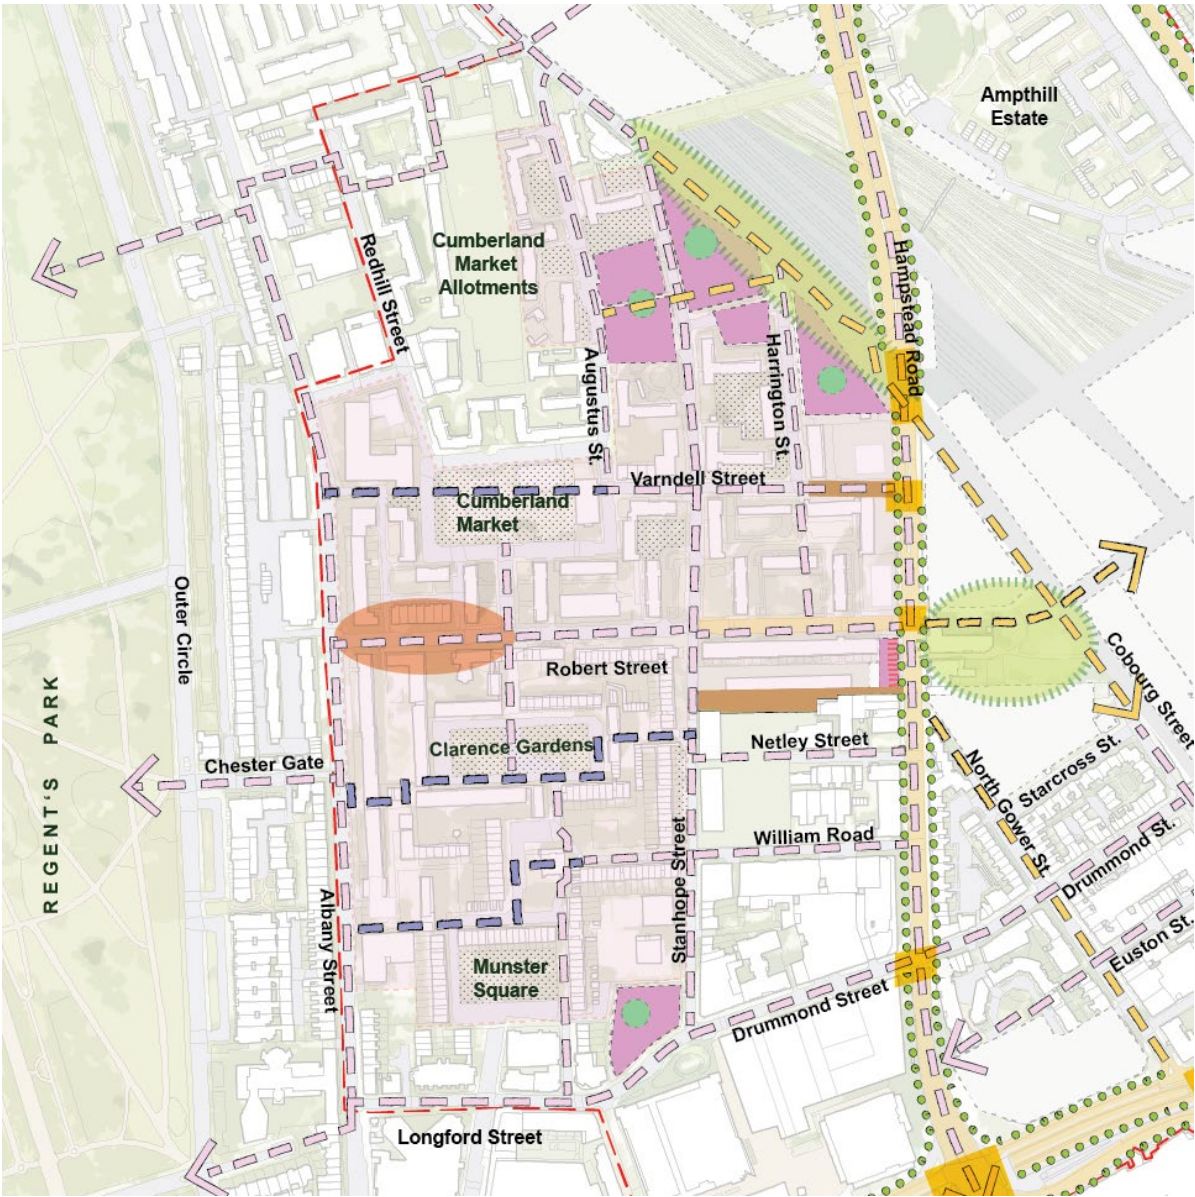 Ampthill
Estate
Cumberland
Market
Allotments
Redhill Street
Hampstead Road
Augustus St.
Harrington St.
Varndell Street
Cumberland
Market
Outer Circle
REGENT'S PARK
Robert Street
Cobourg Street
Clarence Gardens
Netley Street
Chester Gate
North Gower St.
Starcross St.
William Road
Stanhope Street
Drummond St.
Albany Street
Euston St.
Munster
Square
Drummond Street
Longford Street